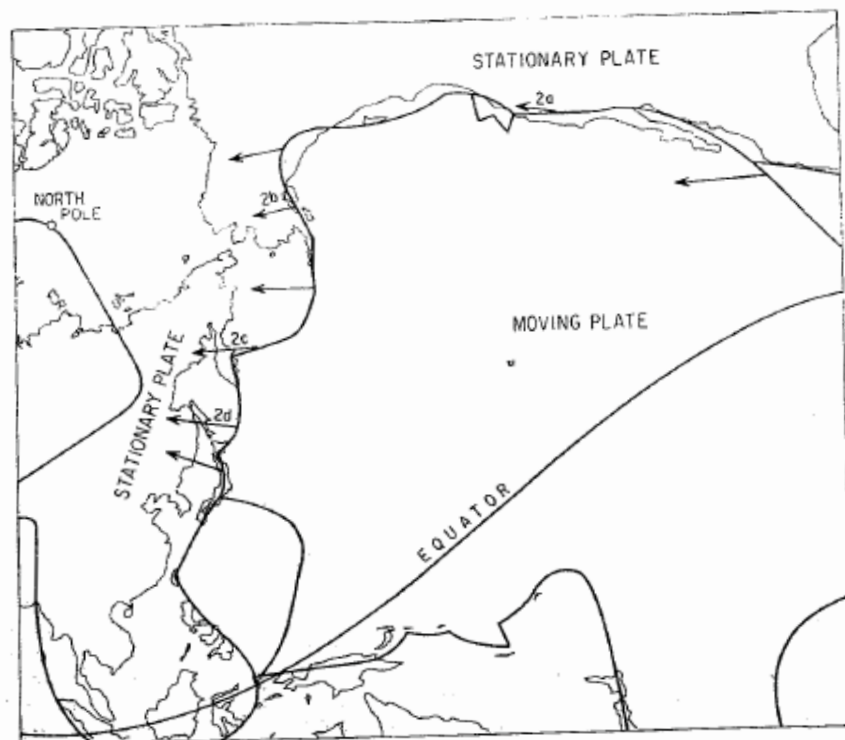 STATIONARY PLATE
2a
NORTH
POLE
2b
MOVING PLATE
2c
STATIONARY PLATE
2d
EQUATOR